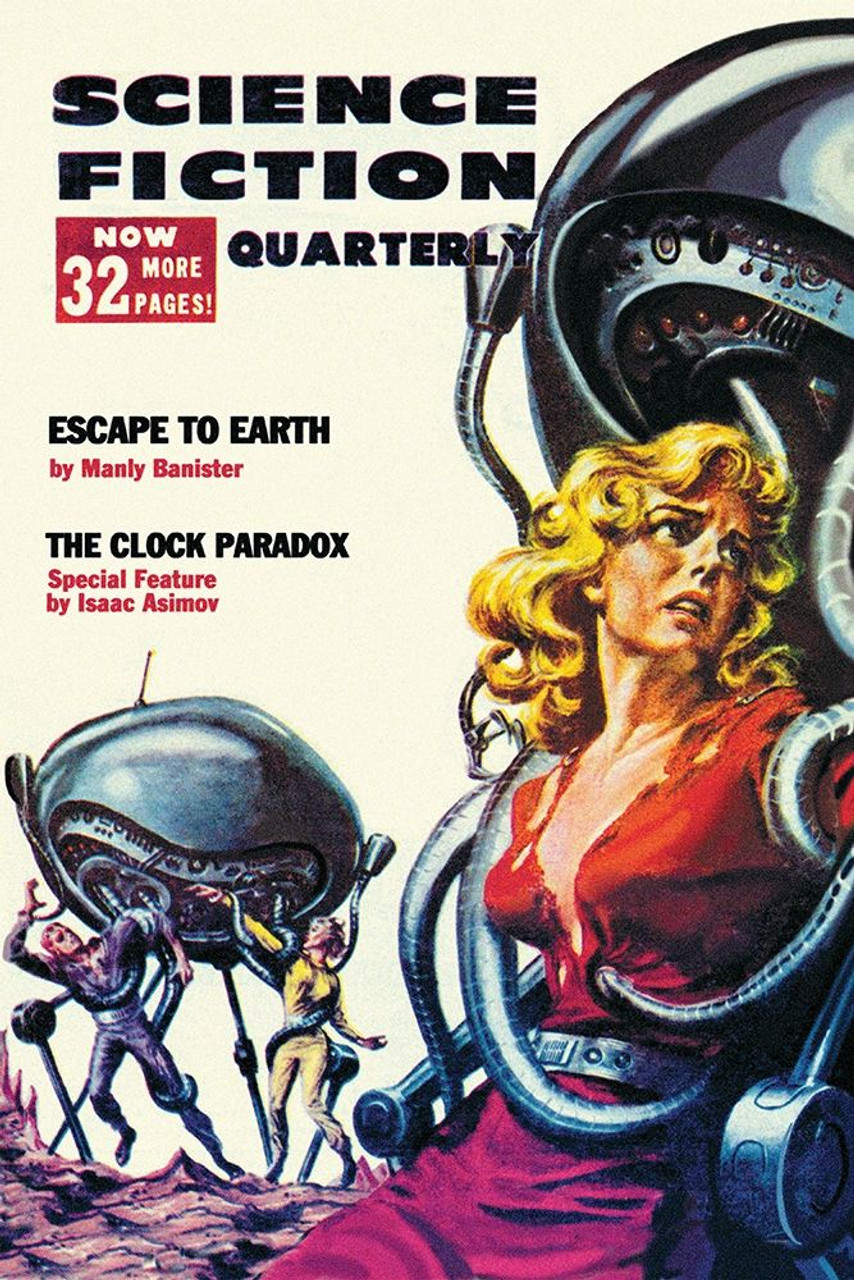 SCIENCE
FICTION
QUARTERLY
NOW
32 MORE
PAGES!
ESCAPE TO EARTH
by Manly Banister
THE CLOCK PARADOX
Special Feature
by Isaac Asimov